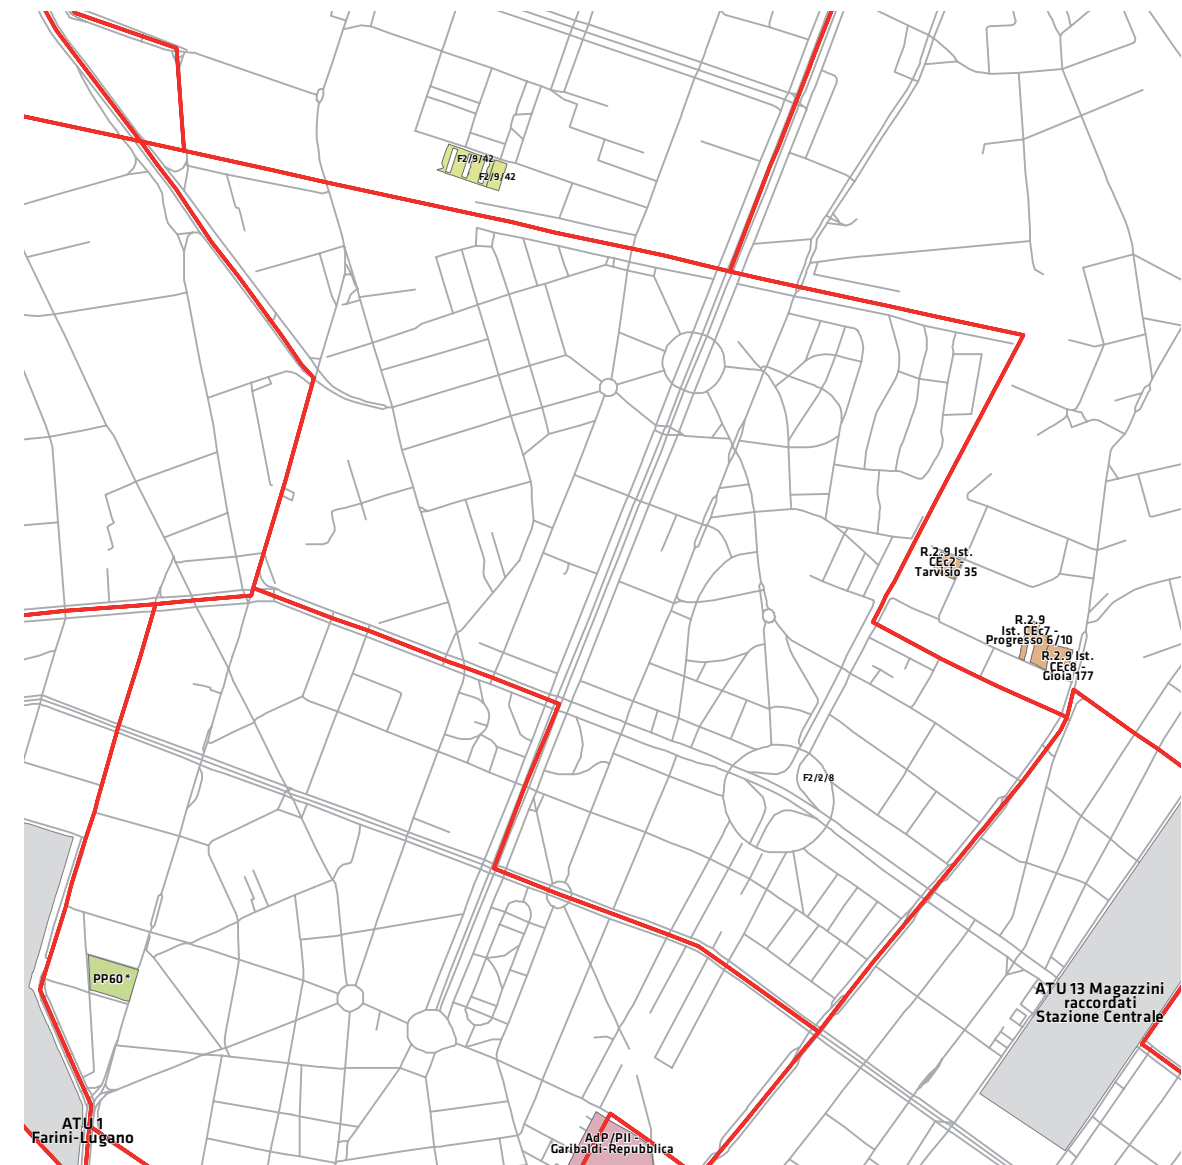 F2/9/42
F2/9/42
R.2.9 Ist.
CEc2 -
Tarvisio 35
R.2.9
Ist. CEc7 -
Progresso 6/10
R.2.9 Ist.
CEc8 -
Gioia 177
F2/2/8
PP60 *
ATU 13 Magazzini
raccordati
Stazione Centrale
ATU 1
Farini-Lugano
AdP/PII -
Garibaldi-Repubblica